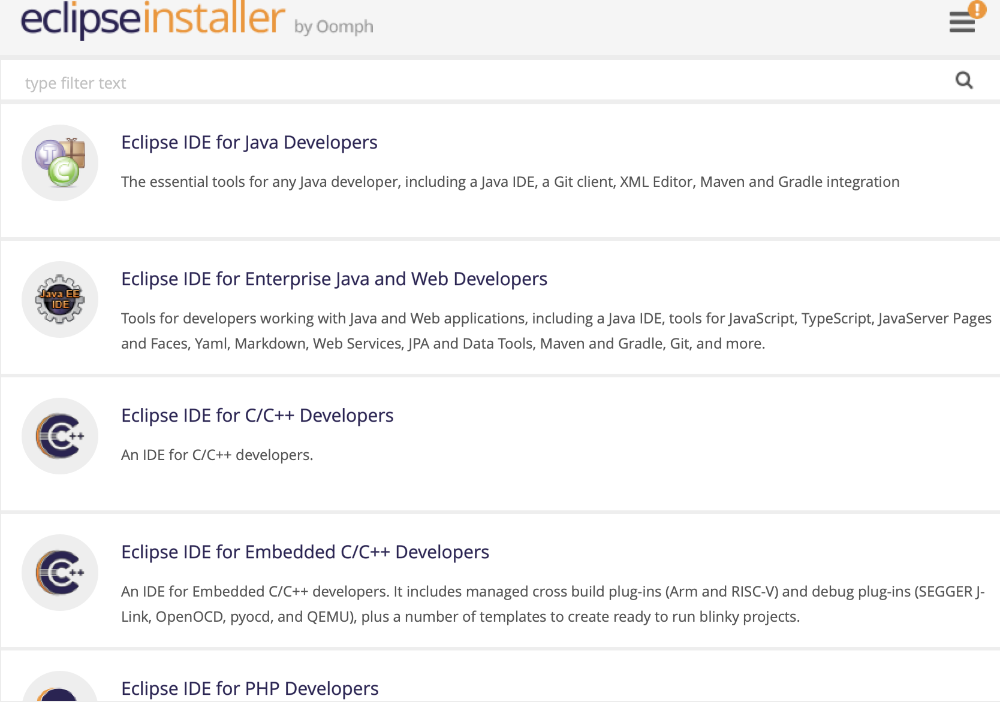 eclipseinstaller by Oomph
!
type filter text
Eclipse IDE for Java Developers
J
C
The essential tools for any Java developer, including a Java IDE, a Git client, XML Editor, Maven and Gradle integration
Eclipse IDE for Enterprise Java and Web Developers
Java EE
IDE
Tools for developers working with Java and Web applications, including a Java IDE, tools for JavaScript, TypeScript, JavaServer Pages
and Faces, Yaml, Markdown, Web Services, JPA and Data Tools, Maven and Gradle, Git, and more.
Eclipse IDE for C/C++ Developers
C++
An IDE for C/C++ developers.
Eclipse IDE for Embedded C/C++ Developers
C++
An IDE for Embedded C/C++ developers. It includes managed cross build plug-ins (Arm and RISC-V) and debug plug-ins (SEGGER J-
Link, OpenOCD, pyocd, and QEMU), plus a number of templates to create ready to run blinky projects.
Eclipse IDE for PHP Developers